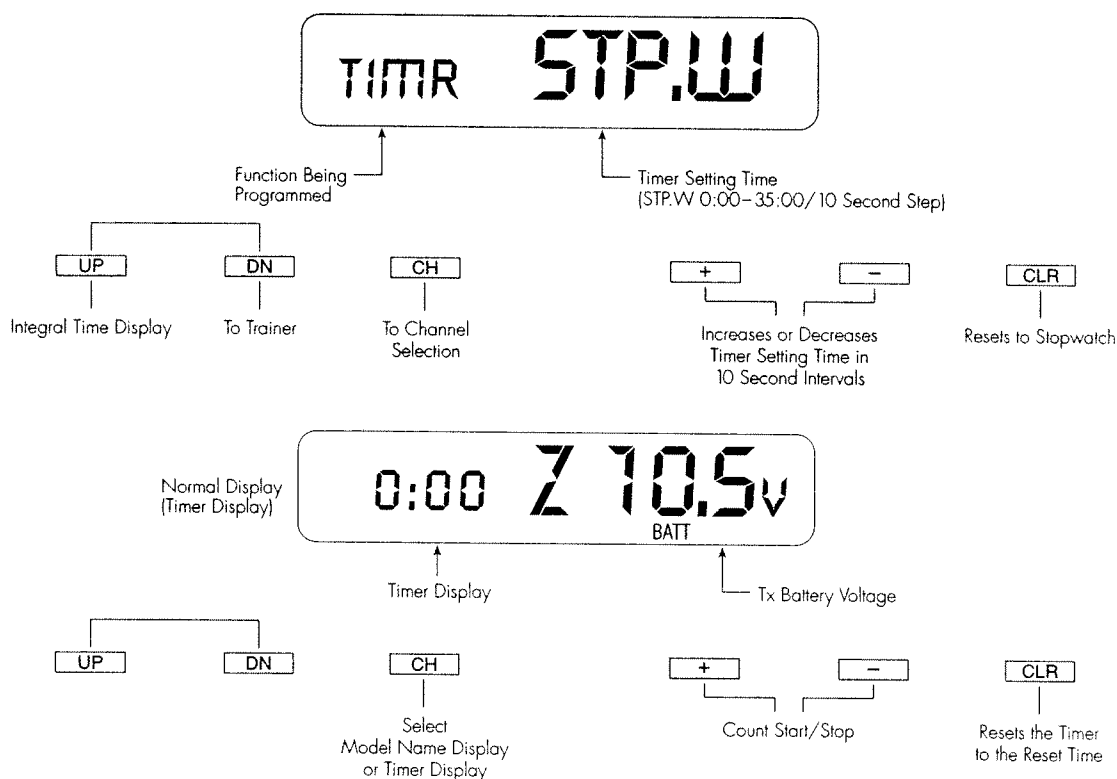 TIMR STP.W
Function Being
Programmed
Timer Setting Time
(STP.W 0:00–35:00/10 Second Step)
UP DN CH + − CLR
Integral Time Display
To Trainer
To Channel
Selection
Increases or Decreases
Timer Setting Time in
10 Second Intervals
Resets to Stopwatch
Normal Display
(Timer Display)
0:00 Z 10.5v
BATT
Timer Display
Tx Battery Voltage
UP DN CH + − CLR
Select
Model Name Display
or Timer Display
Count Start/Stop
Resets the Timer
to the Reset Time